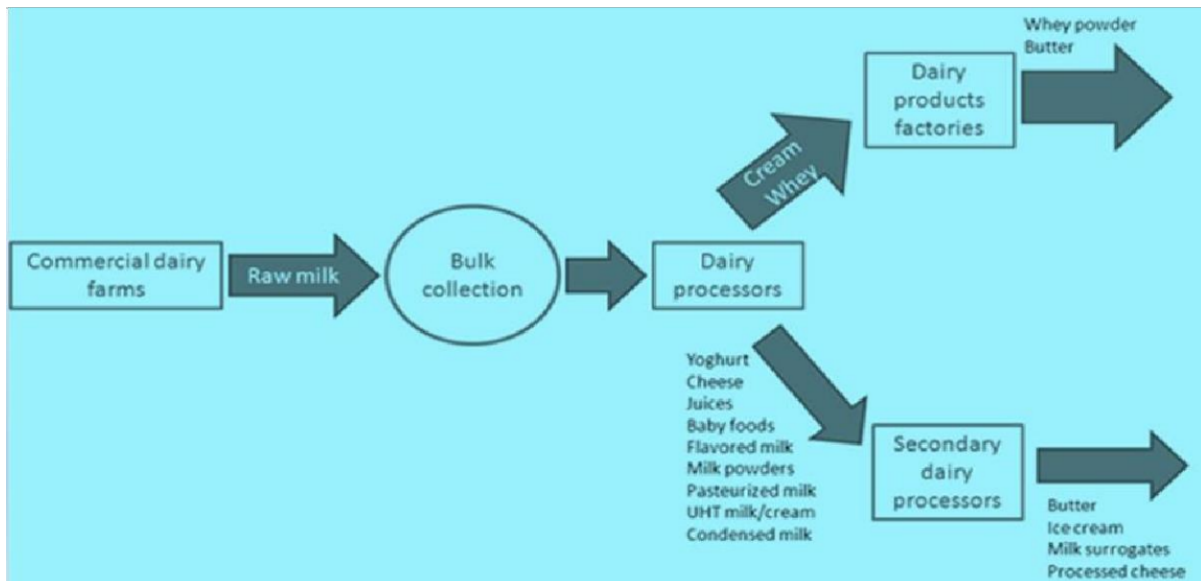 Commercial dairy
farms
Raw milk
Bulk
collection
Dairy
processors
Cream
Whey
Dairy
products
factories
Whey powder
Butter
Yoghurt
Cheese
Juices
Baby foods
Flavored milk
Milk powders
Pasteurized milk
UHT milk/cream
Condensed milk
Secondary
dairy
processors
Butter
Ice cream
Milk surrogates
Processed cheese